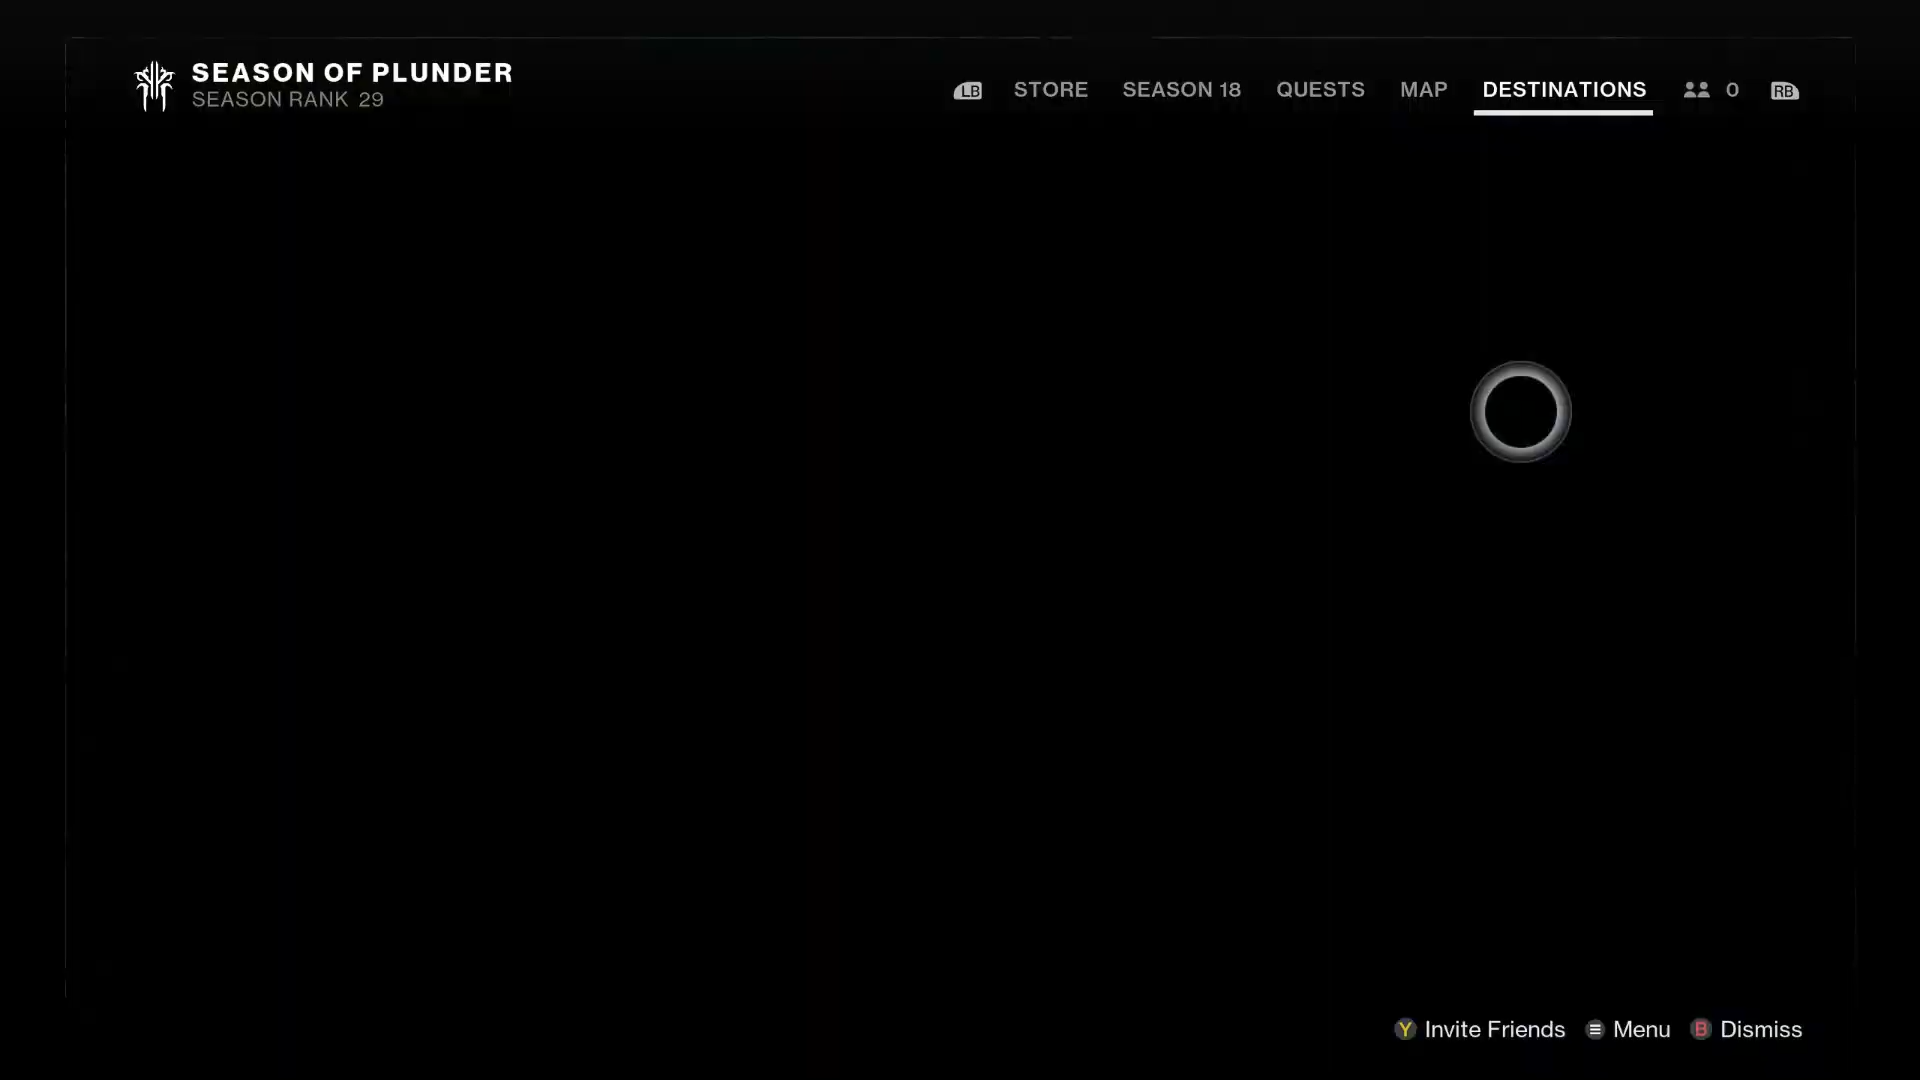 SEASON OF PLUNDER
SEASON RANK 29
LB STORE SEASON 18 QUESTS MAP DESTINATIONS 0 RB
Y Invite Friends Menu B Dismiss